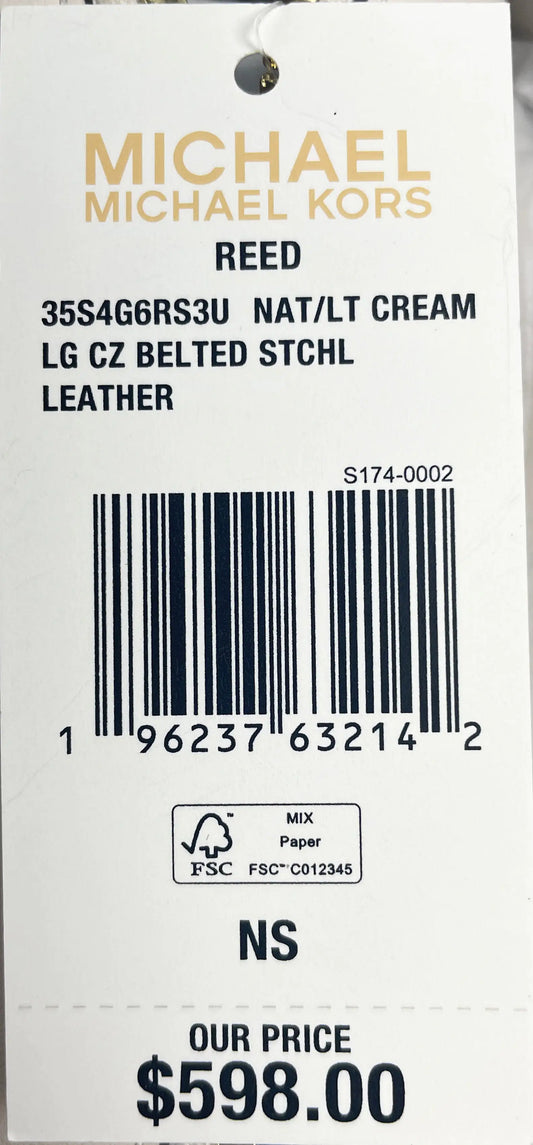 MICHAEL
MICHAEL KORS
REED
35S4G6RS3U NAT/LT CREAM
LG CZ BELTED STCHL
LEATHER
S174-0002
1 96237 63214 2
FSC™
MIX
Paper
FSC™ C012345
NS
OUR PRICE
$598.00